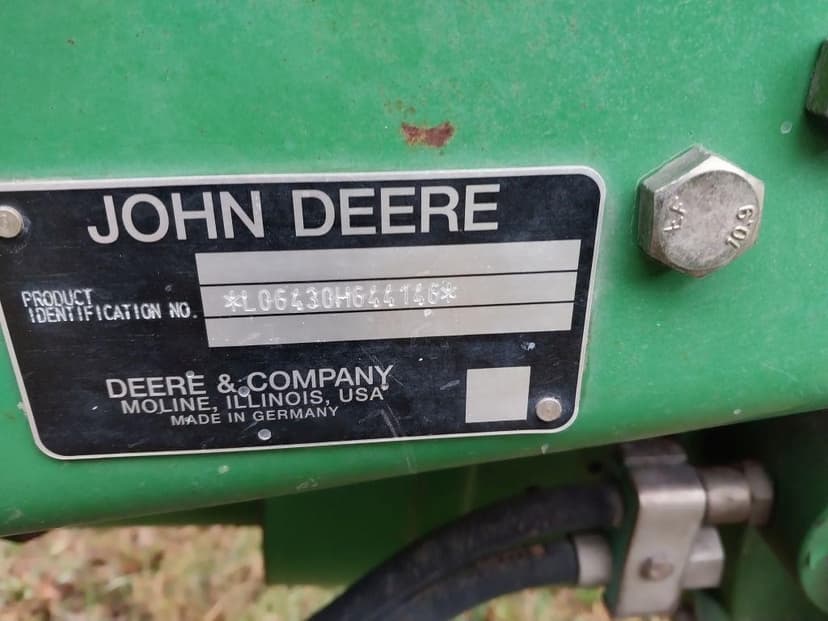 JOHN DEERE
PRODUCT
IDENTIFICATION NO.
*L06430H644146*
DEERE & COMPANY
MOLINE, ILLINOIS, USA
MADE IN GERMANY
10.9